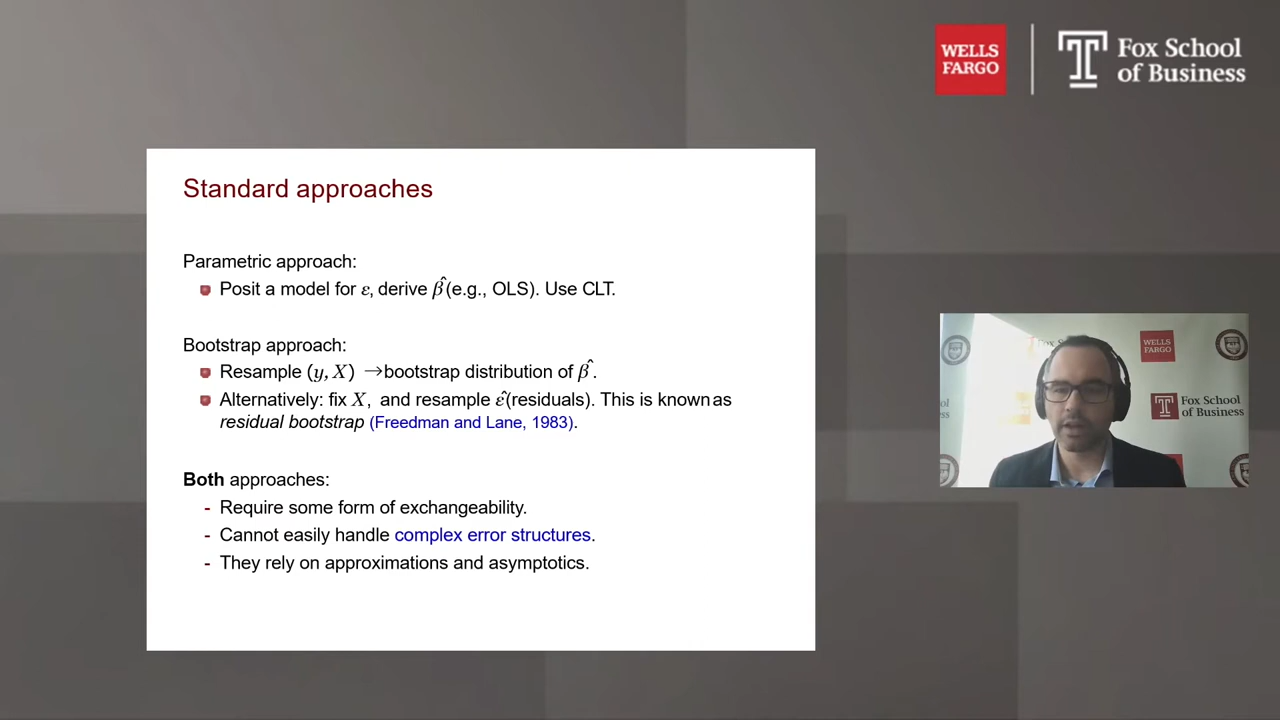 WELLS
FARGO
Fox School
of Business
Standard approaches
Parametric approach:
Posit a model for ε, derive β̂ (e.g., OLS). Use CLT.
Bootstrap approach:
Resample (y, X) → bootstrap distribution of β̂.
Alternatively: fix X, and resample ε̂ (residuals). This is known as
residual bootstrap (Freedman and Lane, 1983).
Both approaches:
- Require some form of exchangeability.
- Cannot easily handle complex error structures.
- They rely on approximations and asymptotics.
WELLS
FARGO
Fox School
of Business